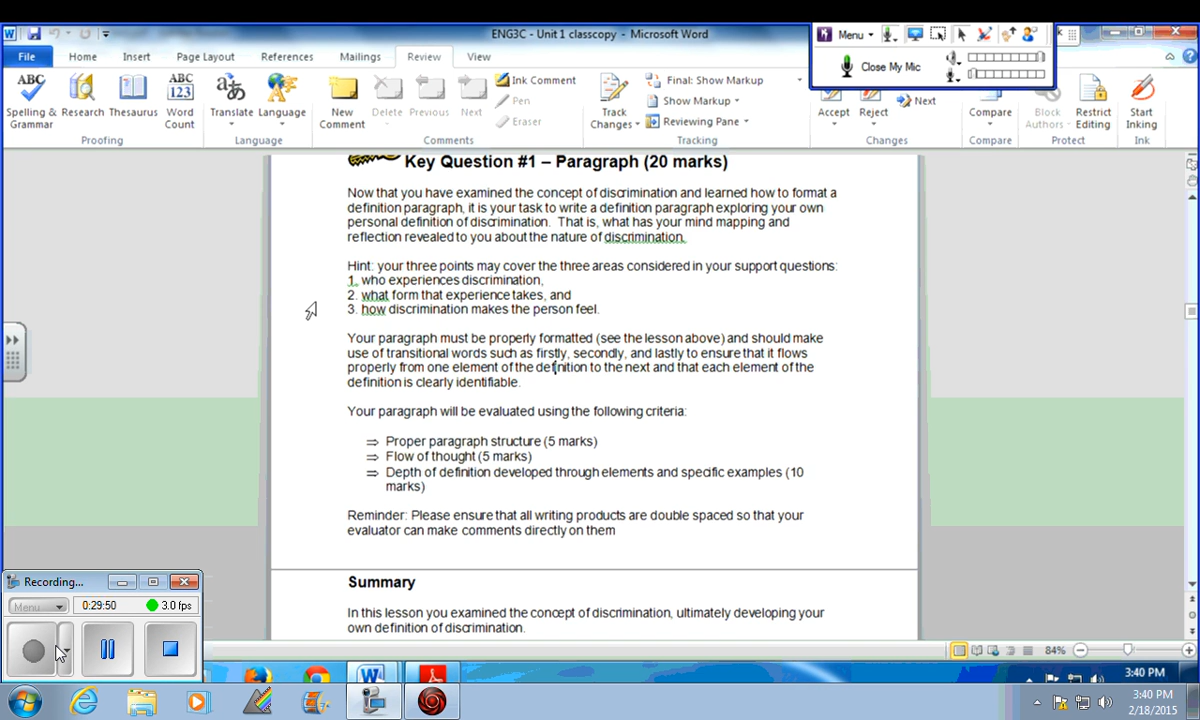 ENG3C - Unit 1 classcopy - Microsoft Word
Menu
Close My Mic
File Home Insert Page Layout References Mailings Review View
Spelling & Grammar
Research
Thesaurus
Word Count
Proofing
Translate
Language
Language
New Comment
Delete
Previous
Next
Ink Comment
Pen
Eraser
Comments
Track Changes
Final: Show Markup
Show Markup
Reviewing Pane
Tracking
Accept
Reject
Next
Changes
Compare
Compare
Block Authors
Restrict Editing
Protect
Start Inking
Ink
Key Question #1 – Paragraph (20 marks)
Now that you have examined the concept of discrimination and learned how to format a
definition paragraph, it is your task to write a definition paragraph exploring your own
personal definition of discrimination. That is, what has your mind mapping and
reflection revealed to you about the nature of discrimination.
Hint: your three points may cover the three areas considered in your support questions:
1. who experiences discrimination,
2. what form that experience takes, and
3. how discrimination makes the person feel.
Your paragraph must be properly formatted (see the lesson above) and should make
use of transitional words such as firstly, secondly, and lastly to ensure that it flows
properly from one element of the definition to the next and that each element of the
definition is clearly identifiable.
Your paragraph will be evaluated using the following criteria:
⇒ Proper paragraph structure (5 marks)
⇒ Flow of thought (5 marks)
⇒ Depth of definition developed through elements and specific examples (10
marks)
Reminder: Please ensure that all writing products are double spaced so that your
evaluator can make comments directly on them
Summary
In this lesson you examined the concept of discrimination, ultimately developing your
own definition of discrimination.
Recording...
Menu 0:29:50 3.0 fps
84%
3:40 PM
3:40 PM
2/18/2015